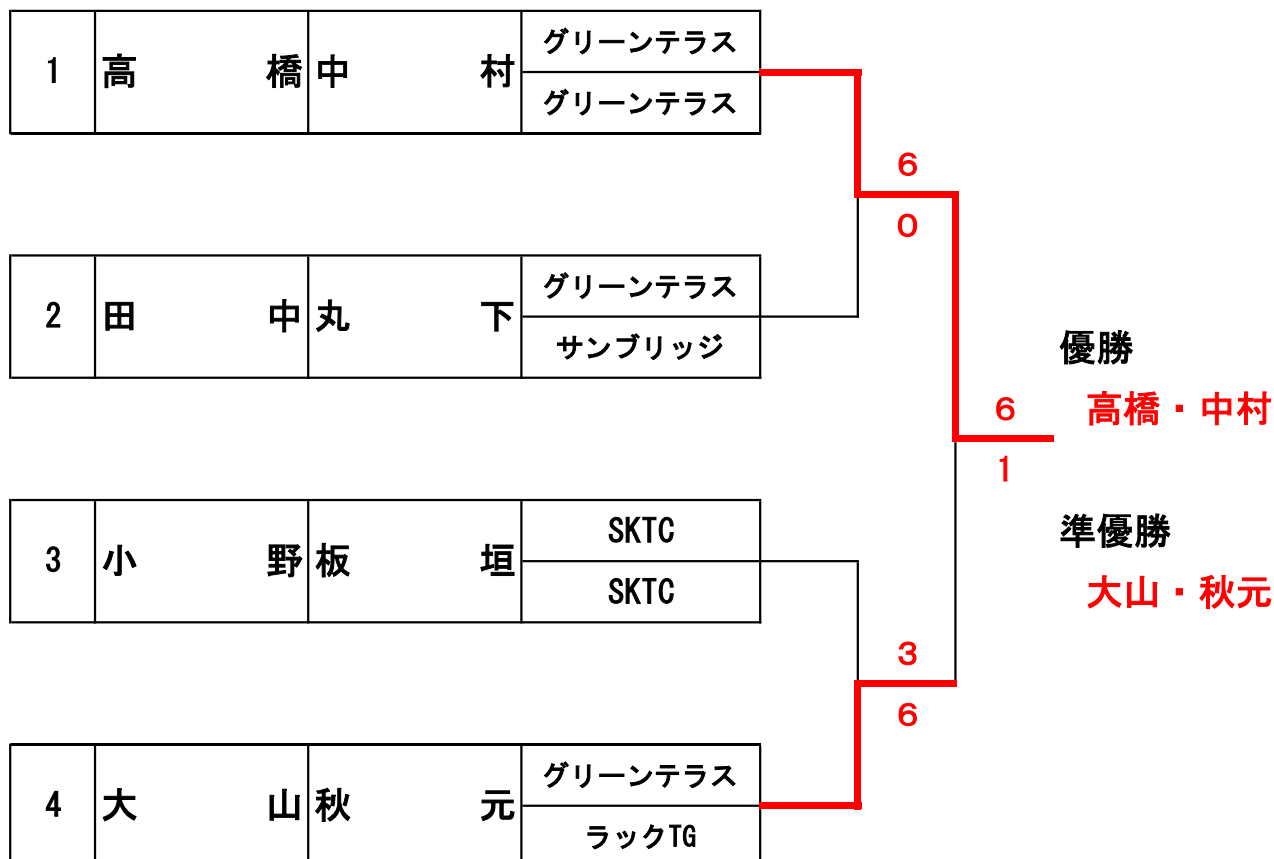 1 高橋 中村 グリーンテラス
グリーンテラス
6
0
2 田中 丸下 グリーンテラス
サンブリッジ
優勝
高橋・中村
6
1
3 小野 板垣 SKTC
SKTC
準優勝
大山・秋元
3
6
4 大山 秋元 グリーンテラス
ラックTG